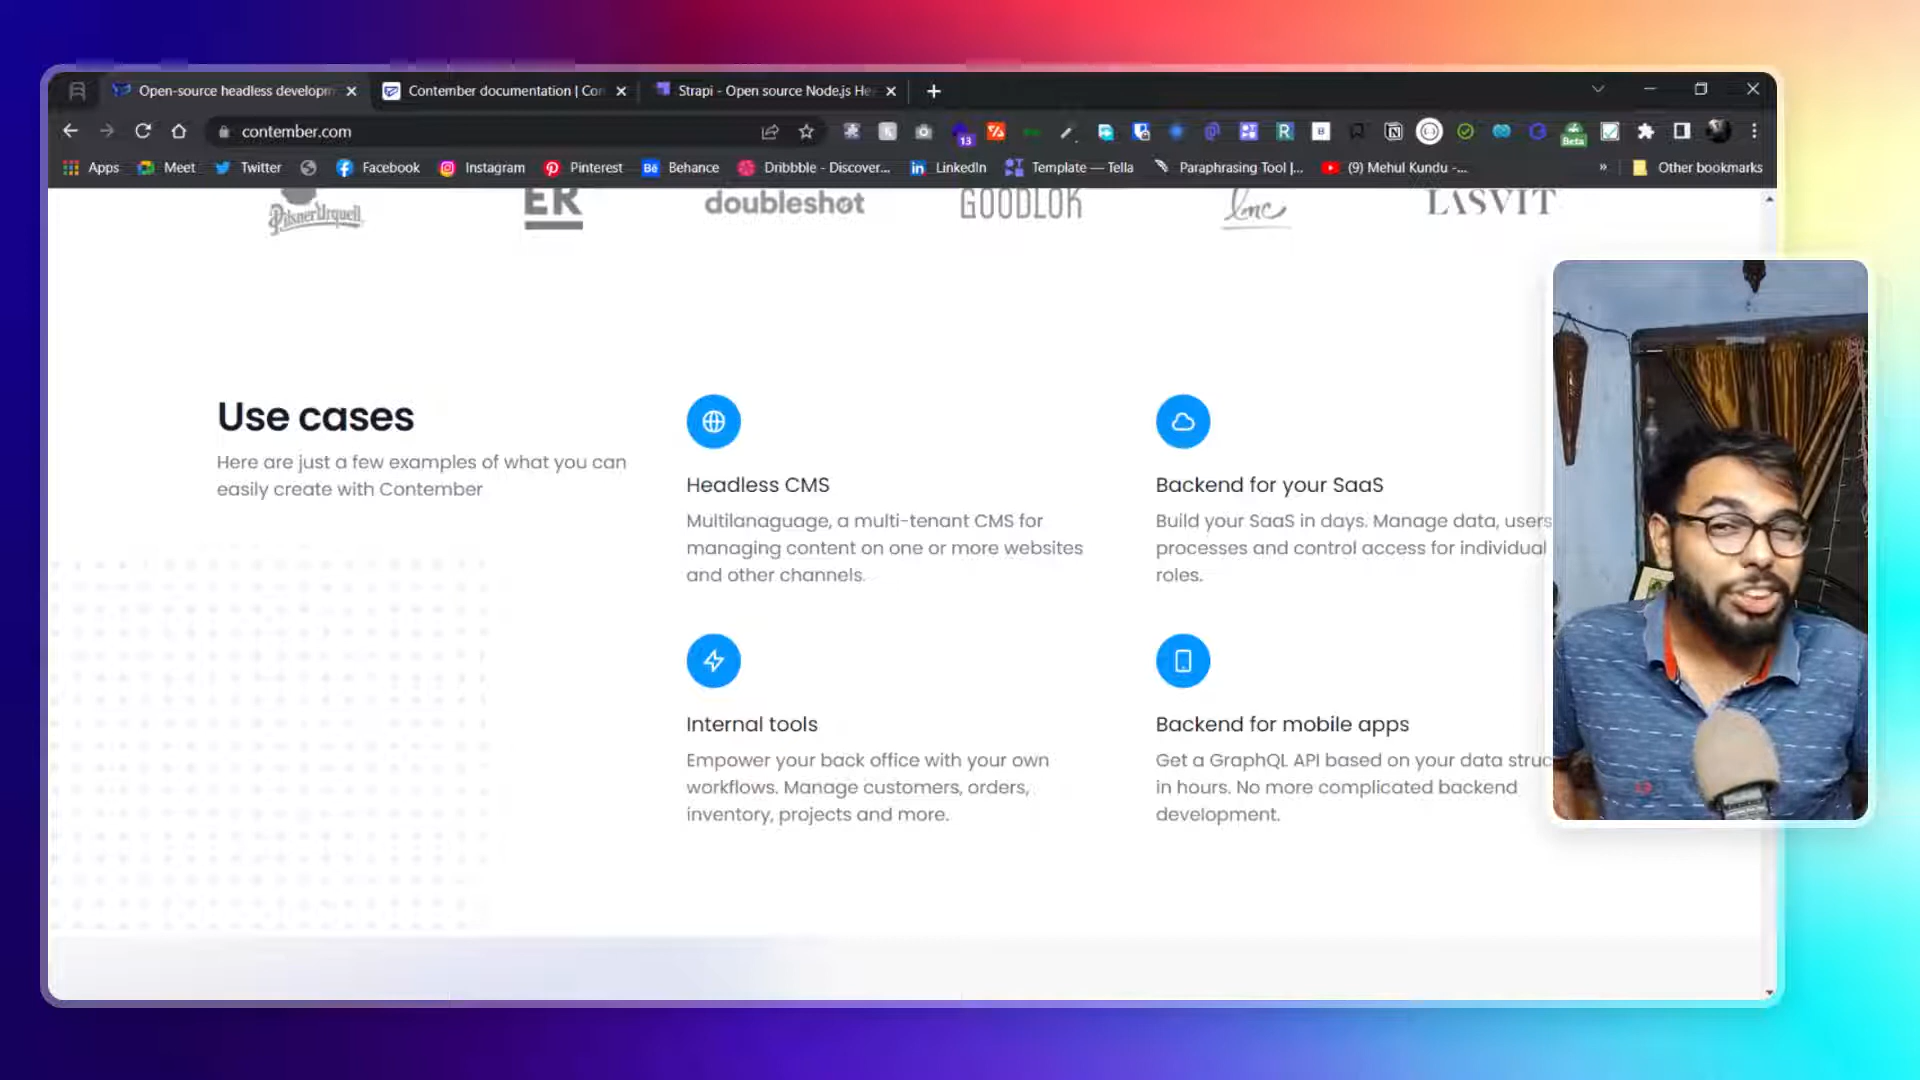 Open-source headless developm
Contember documentation | Con
Strapi - Open source Node.js He
contember.com
13
Beta
Apps
Meet
Twitter
Facebook
Instagram
Pinterest
Behance
Dribbble - Discover...
LinkedIn
Template — Tella
Paraphrasing Tool |...
(9) Mehul Kundu -...
»
Other bookmarks
Pilsner Urquell
ER
doubleshot
GOODLOK
LASVIT
Use cases
Here are just a few examples of what you can
easily create with Contember
Headless CMS
Multilanaguage, a multi-tenant CMS for
managing content on one or more websites
and other channels.
Backend for your SaaS
Build your SaaS in days. Manage data, users
processes and control access for individual
roles.
Internal tools
Empower your back office with your own
workflows. Manage customers, orders,
inventory, projects and more.
Backend for mobile apps
Get a GraphQL API based on your data struc
in hours. No more complicated backend
development.